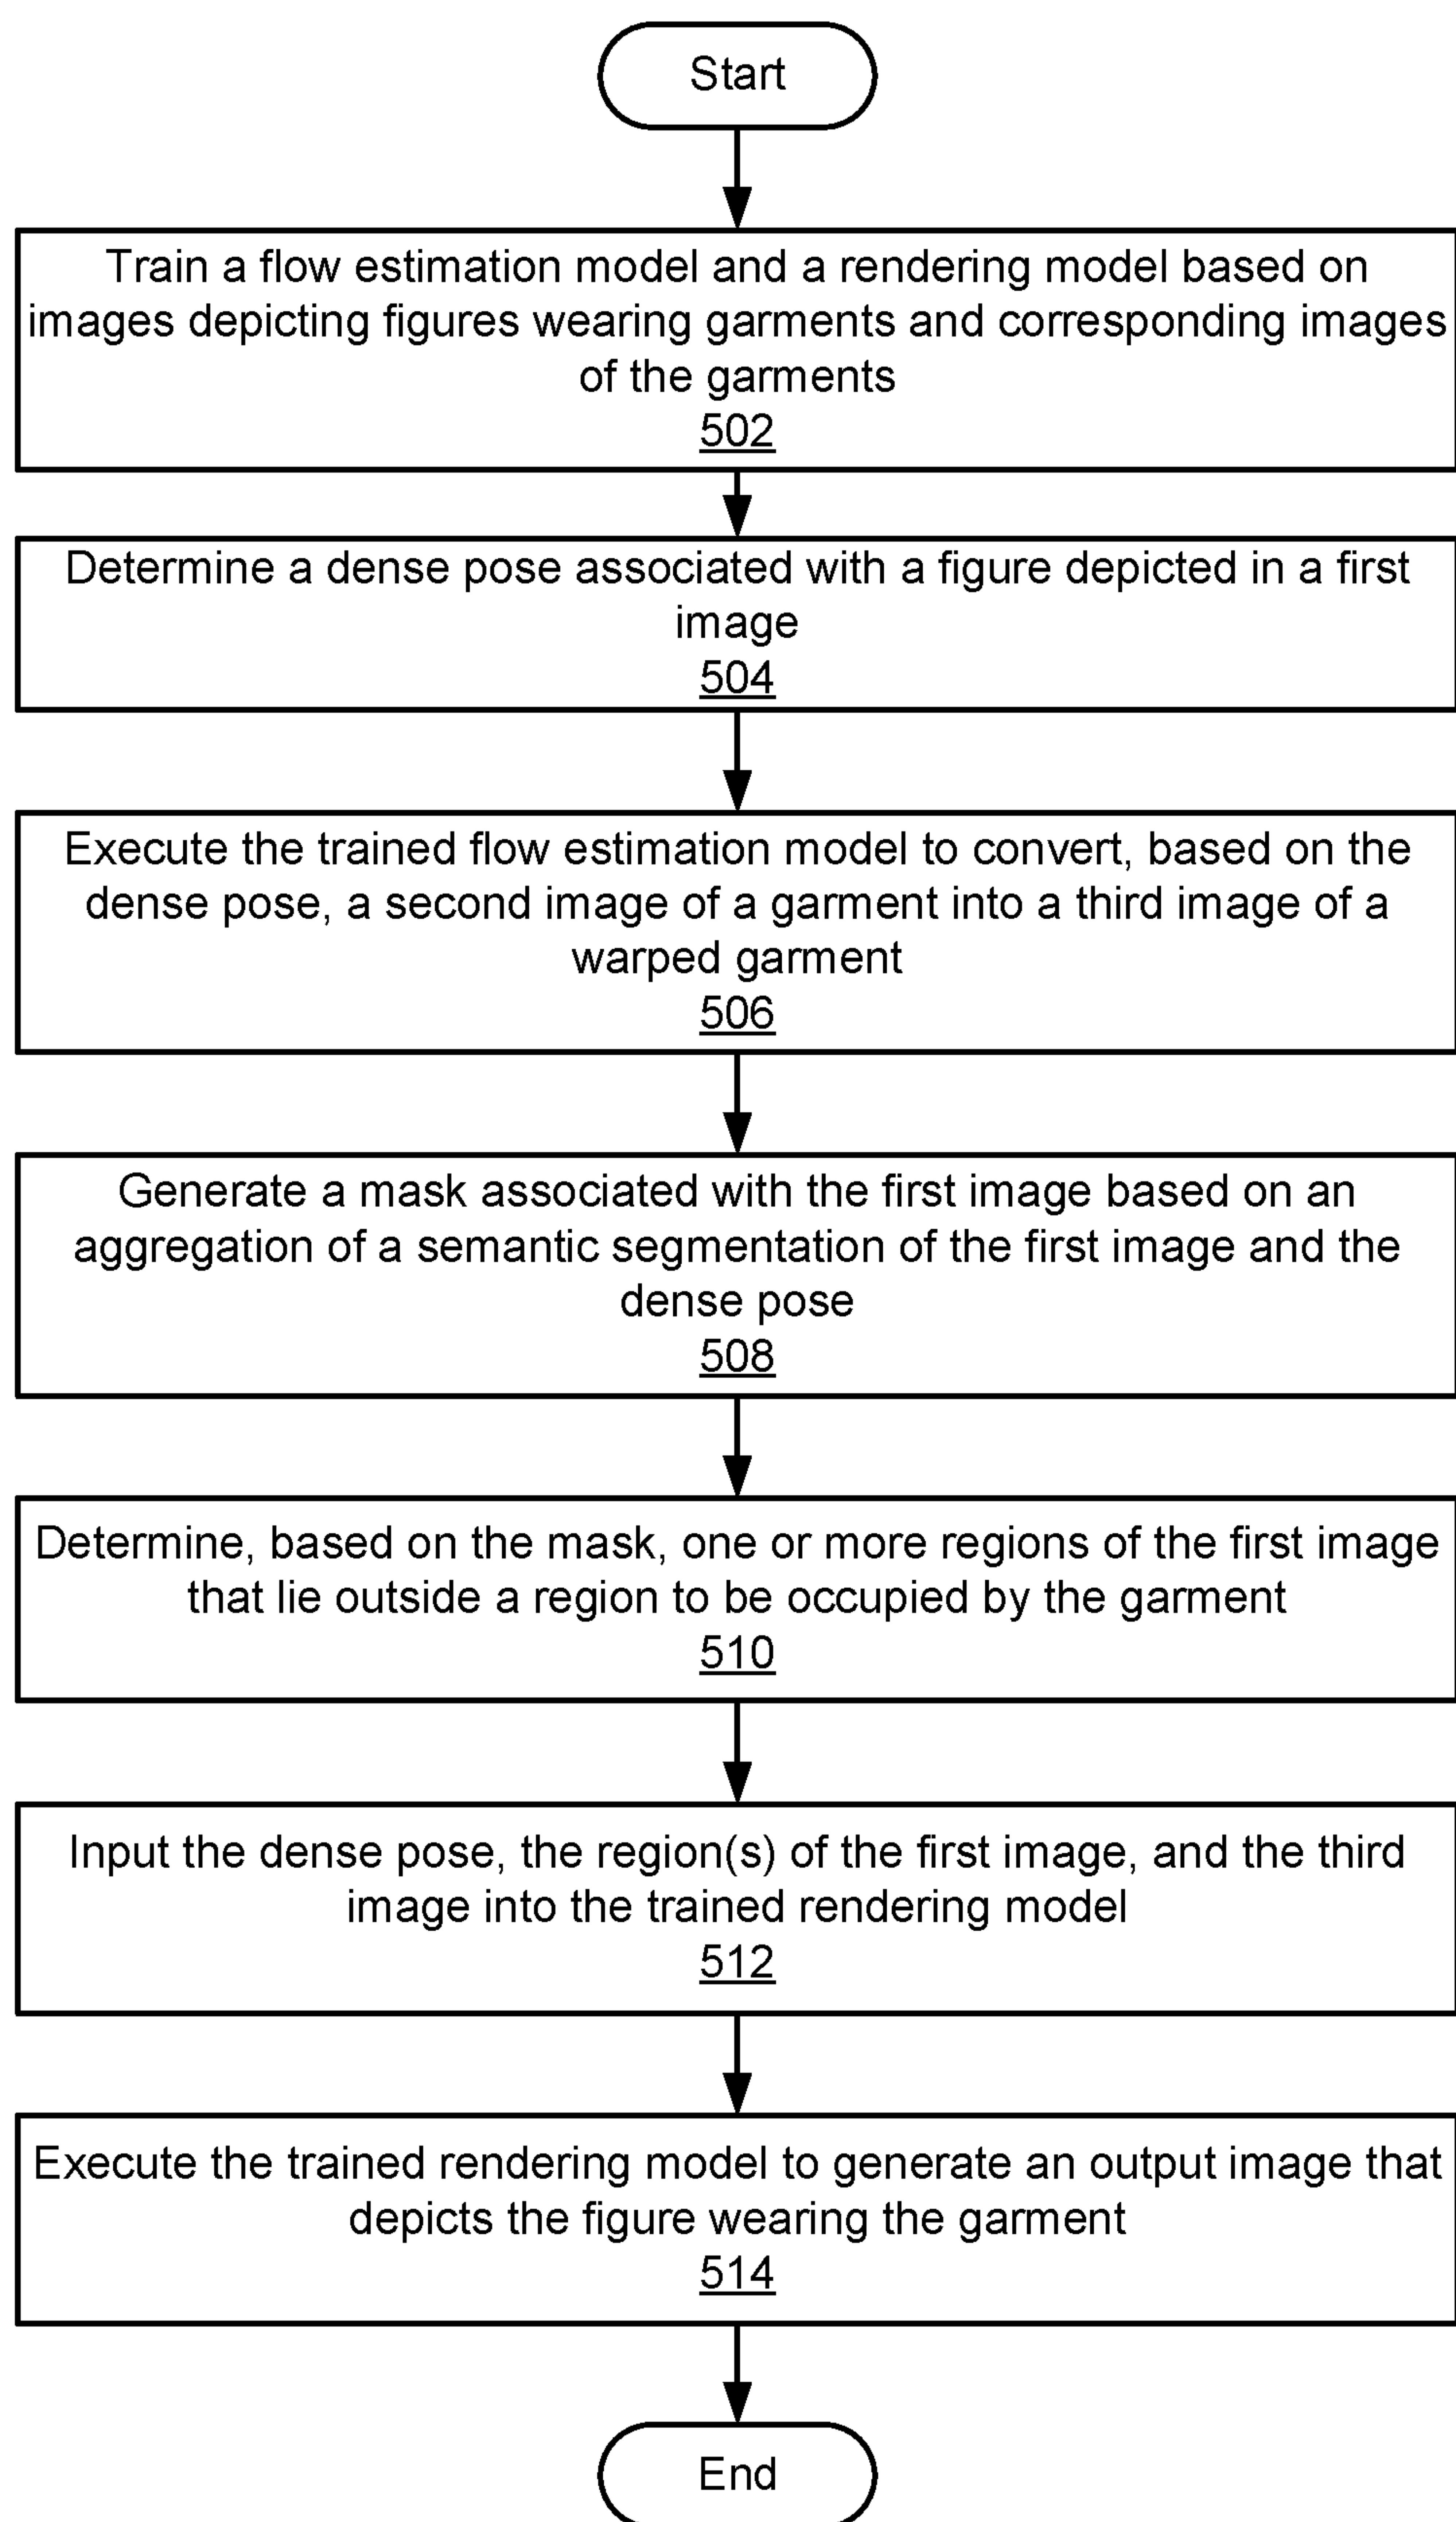 Start
Train a flow estimation model and a rendering model based on
images depicting figures wearing garments and corresponding images
of the garments
502
Determine a dense pose associated with a figure depicted in a first
image
504
Execute the trained flow estimation model to convert, based on the
dense pose, a second image of a garment into a third image of a
warped garment
506
Generate a mask associated with the first image based on an
aggregation of a semantic segmentation of the first image and the
dense pose
508
Determine, based on the mask, one or more regions of the first image
that lie outside a region to be occupied by the garment
510
Input the dense pose, the region(s) of the first image, and the third
image into the trained rendering model
512
Execute the trained rendering model to generate an output image that
depicts the figure wearing the garment
514
End